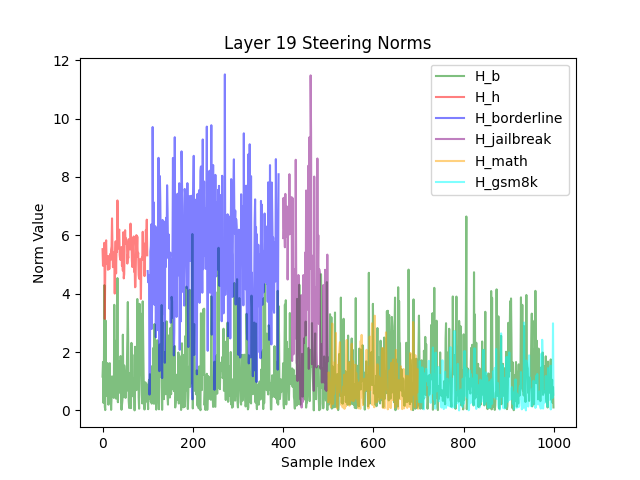 Layer 19 Steering Norms
12
10
8
6
4
2
0
Norm Value
0
200
400
600
800
1000
Sample Index
H_b
H_h
H_borderline
H_jailbreak
H_math
H_gsm8k